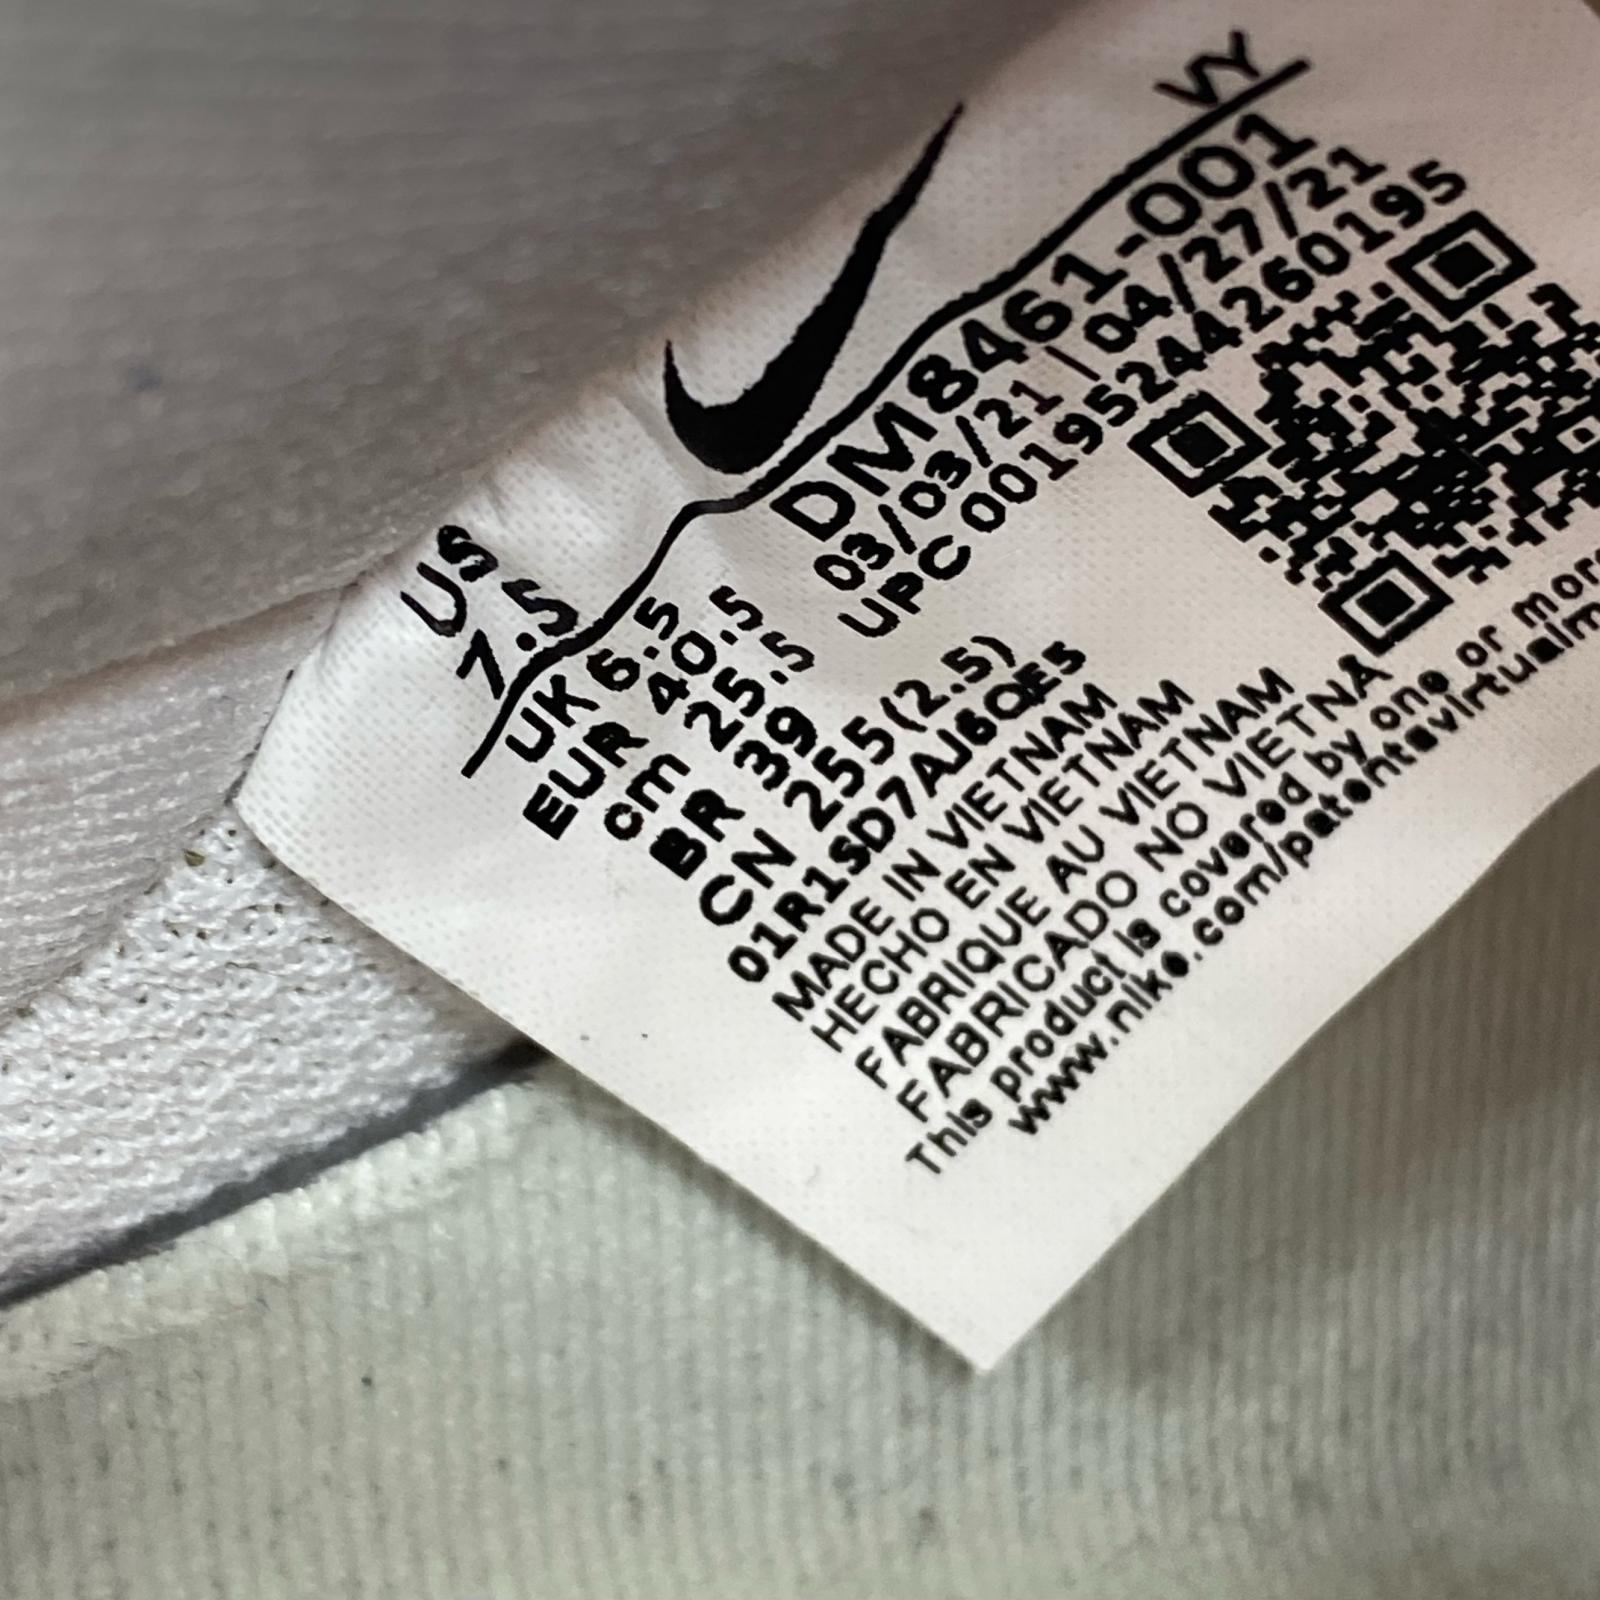 US
7.5
VY
UK 6.5
EUR 40.5
cm 25.5
BR 39
CN 255(2.5)
DM8461-001
03/03/21 | 04/27/21
UPC 00195244260195
01R1SD7AJ6QE5
MADE IN VIETNAM
HECHO EN VIETNAM
FABRIQUE AU VIETNAM
FABRICADO NO VIETNÃ
This product is covered by one or more
www.nike.com/patentsvirtualm